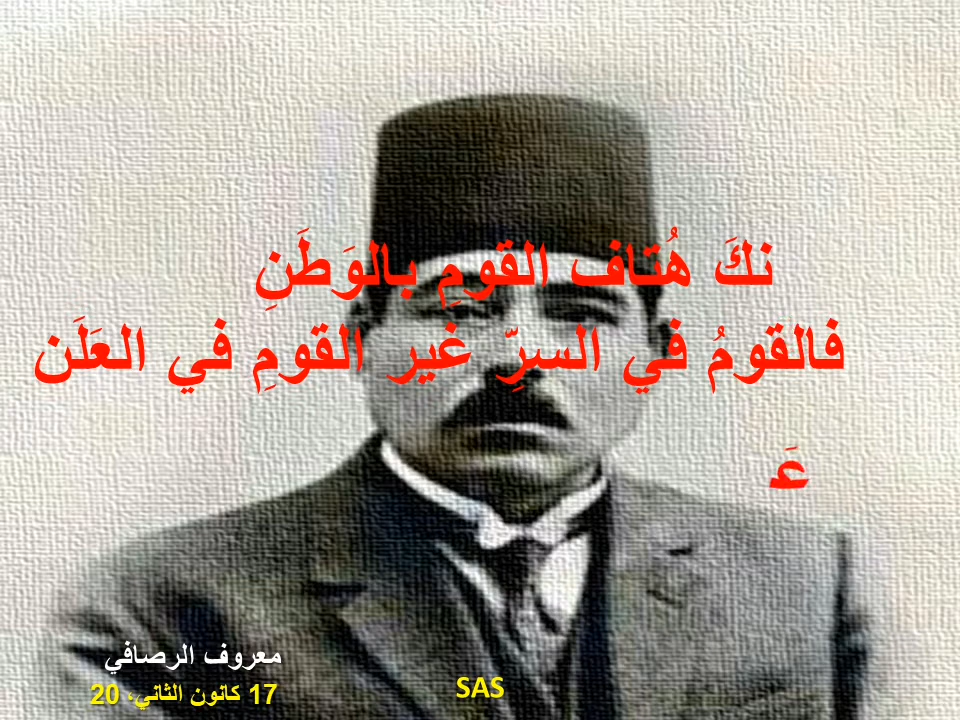 نكَ هُتاف القومِ بالوَطَنِ
فالقومُ في السرِّ غير القومِ في العَلَن
عَـ
معروف الرصافي
17 كانون الثاني، 20
SAS